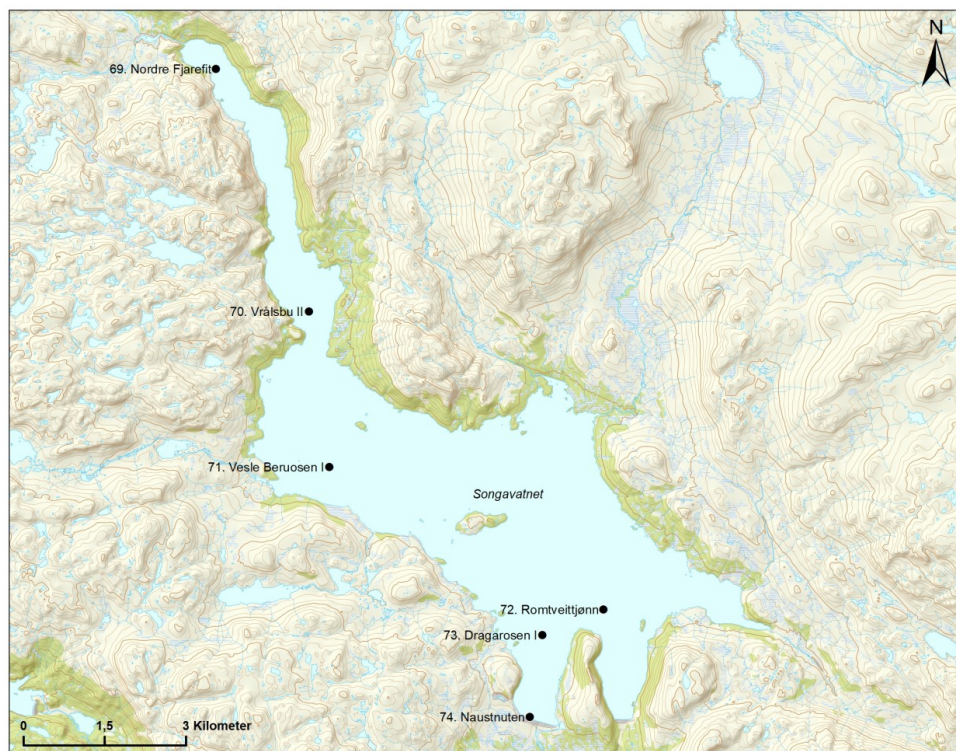 N
69. Nordre Fjarefit
70. Vrålsbu II
71. Vesle Beruosen I
Songavatnet
72. Romtveittjønn
73. Dragarosen I
74. Naustnuten
0 1,5 3 Kilometer